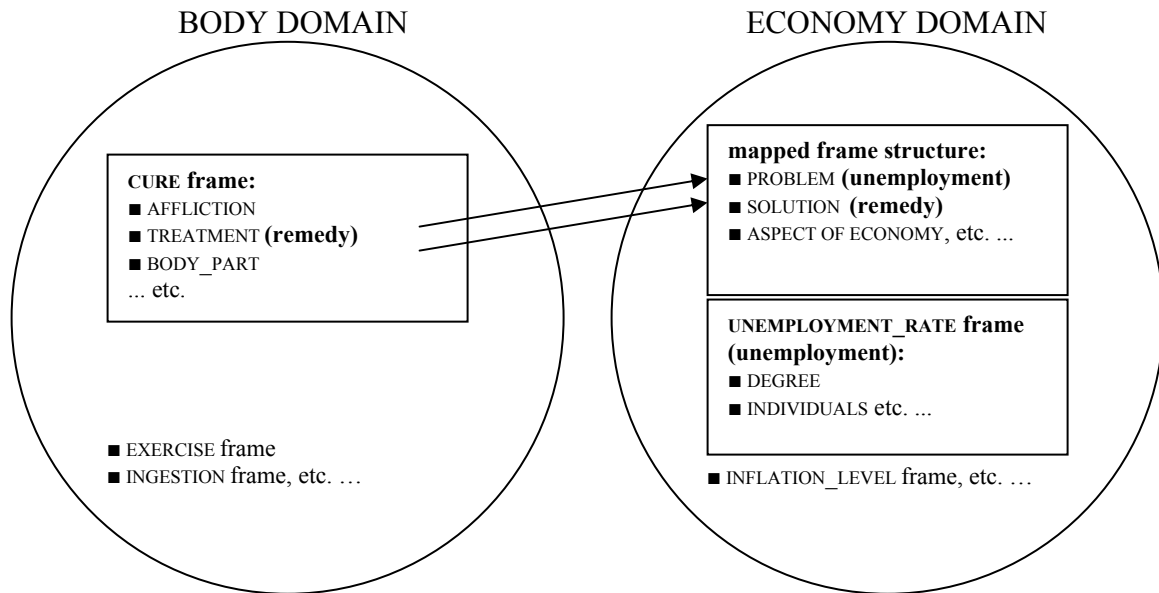 BODY DOMAIN
CURE frame:
■ AFFLICTION
■ TREATMENT (remedy)
■ BODY_PART
... etc.
■ EXERCISE frame
■ INGESTION frame, etc. …
ECONOMY DOMAIN
mapped frame structure:
■ PROBLEM (unemployment)
■ SOLUTION (remedy)
■ ASPECT OF ECONOMY, etc. ...
UNEMPLOYMENT_RATE frame
(unemployment):
■ DEGREE
■ INDIVIDUALS etc. ...
■ INFLATION_LEVEL frame, etc. …